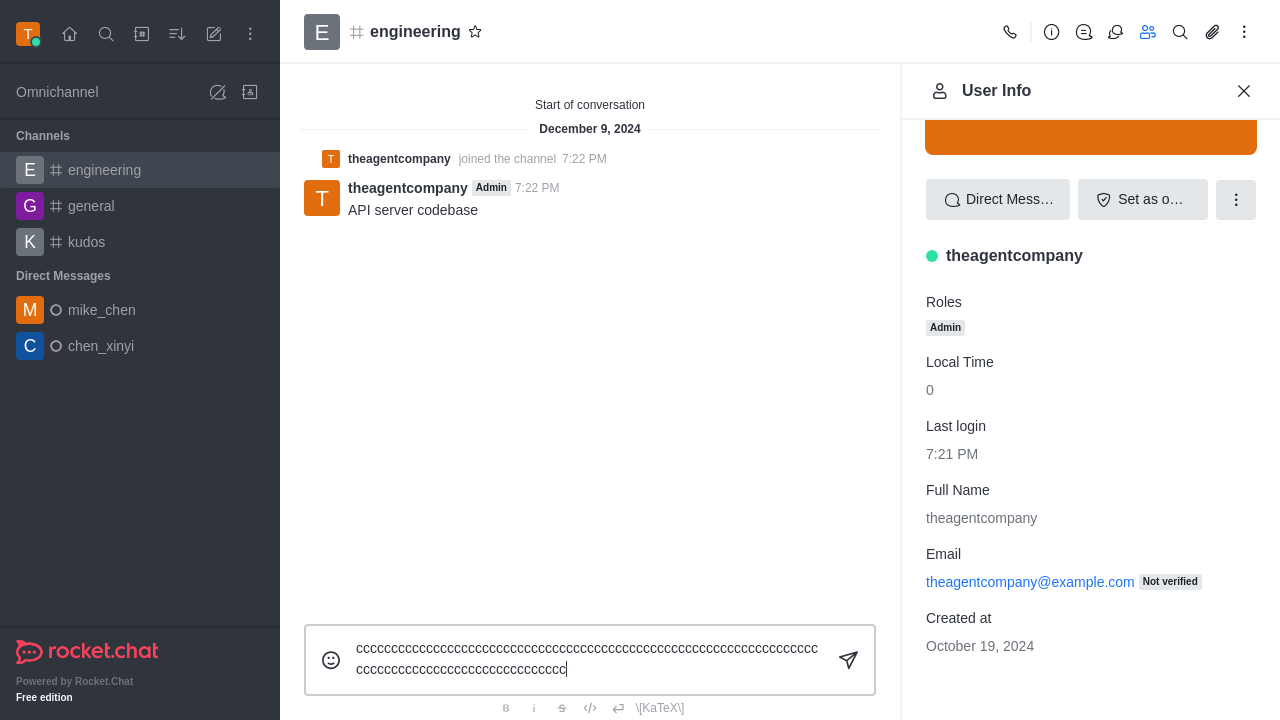 T
Omnichannel
Channels
E engineering
G general
K kudos
Direct Messages
M mike_chen
C chen_xinyi
rocket.chat
Powered by Rocket.Chat
Free edition
E engineering
Start of conversation
December 9, 2024
T theagentcompany joined the channel 7:22 PM
T theagentcompany Admin 7:22 PM
API server codebase
cccccccccccccccccccccccccccccccccccccccccccccccccccccccccccccccccc
cccccccccccccccccccccccccccccc
B i S \[KaTeX\]
User Info
Direct Mess…
Set as o…
theagentcompany
Roles
Admin
Local Time
0
Last login
7:21 PM
Full Name
theagentcompany
Email
theagentcompany@example.com Not verified
Created at
October 19, 2024